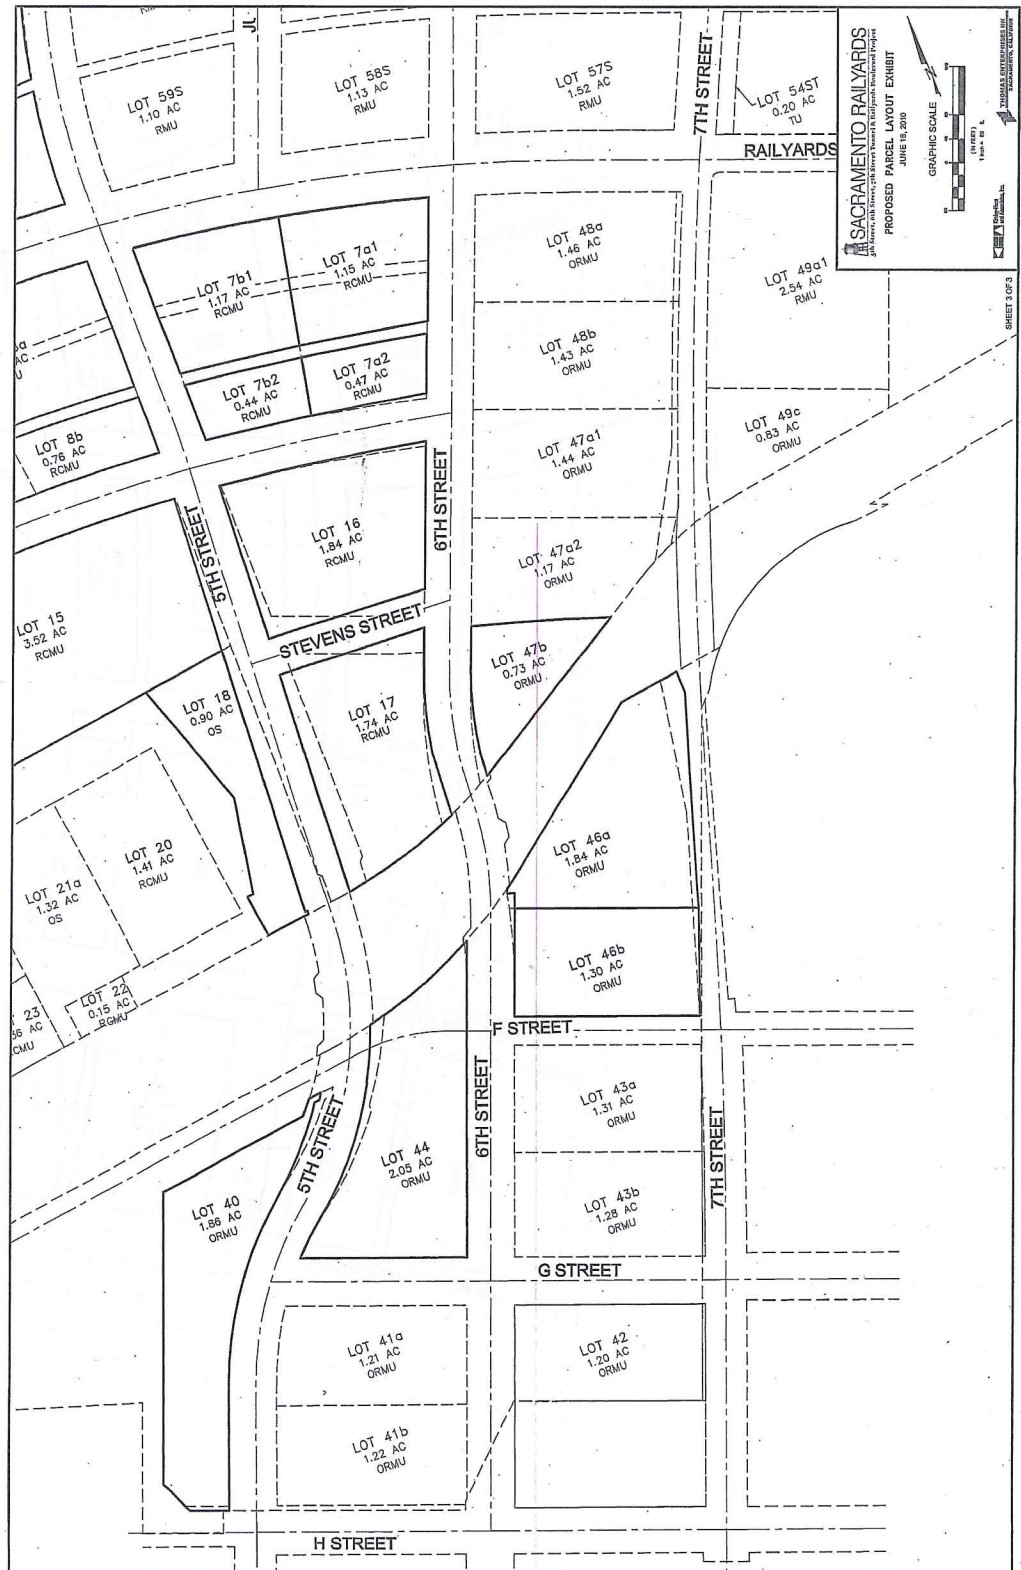 JU
LOT 59S
1.10 AC
RMU
LOT 58S
1.13 AC
RMU
LOT 57S
1.52 AC
RMU
7TH STREET
LOT 54ST
0.20 AC
TU
RAILYARDS
SACRAMENTO RAILYARDS
5th Street, 6th Street, 7th Street Tunnel & Railyards Boulevard Project
PROPOSED PARCEL LAYOUT EXHIBIT
JUNE 18, 2010
GRAPHIC SCALE
( IN FEET )
THOMAS ENTERPRISES INC
SACRAMENTO, CALIFORNIA
SHEET 3 OF 3
LOT 7b1
1.17 AC
RCMU
LOT 7a1
1.15 AC
RCMU
LOT 48a
1.46 AC
ORMU
LOT 49a1
2.54 AC
RMU
AC
LOT 7b2
0.44 AC
RCMU
LOT 7a2
0.47 AC
RCMU
LOT 48b
1.43 AC
ORMU
LOT 49c
0.83 AC
ORMU
LOT 8b
0.76 AC
RCMU
LOT 47a1
1.44 AC
ORMU
5TH STREET
LOT 16
1.84 AC
RCMU
6TH STREET
LOT 47a2
1.17 AC
ORMU
LOT 15
3.52 AC
RCMU
STEVENS STREET
LOT 47b
0.73 AC
ORMU
LOT 18
0.90 AC
OS
LOT 17
1.74 AC
RCMU
LOT 20
1.41 AC
RCMU
LOT 21a
1.32 AC
OS
LOT 46a
1.84 AC
ORMU
LOT 46b
1.30 AC
ORMU
LOT 22
0.15 AC
RCMU
T 23
56 AC
CMU
F STREET
LOT 43a
1.31 AC
ORMU
5TH STREET
LOT 44
2.05 AC
ORMU
6TH STREET
7TH STREET
LOT 43b
1.28 AC
ORMU
LOT 40
1.86 AC
ORMU
G STREET
LOT 41a
1.21 AC
ORMU
LOT 42
1.20 AC
ORMU
LOT 41b
1.22 AC
ORMU
H STREET